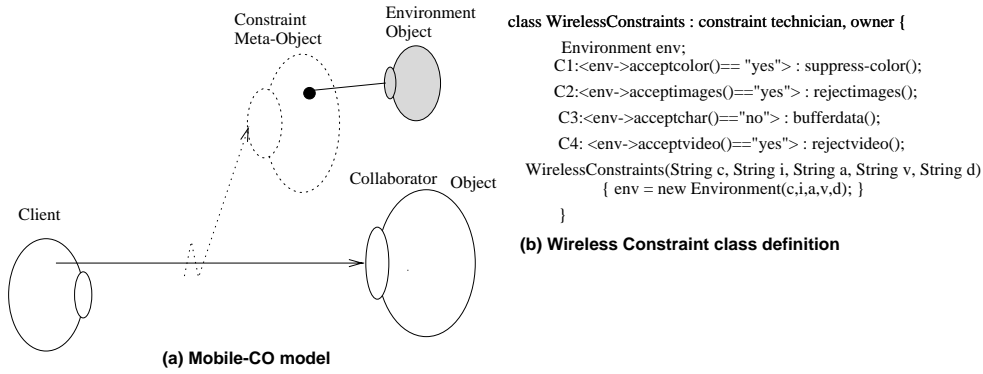 Constraint
Meta-Object
Environment
Object
Collaborator Object
Client
(a) Mobile-CO model
class WirelessConstraints : constraint technician, owner {
Environment env;
C1:<env->acceptcolor()== "yes"> : suppress-color();
C2:<env->acceptimages()=="yes"> : rejectimages();
C3:<env->acceptchar()=="no"> : bufferdata();
C4: <env->acceptvideo()=="yes"> : rejectvideo();
WirelessConstraints(String c, String i, String a, String v, String d)
{ env = new Environment(c,i,a,v,d); }
}
(b) Wireless Constraint class definition